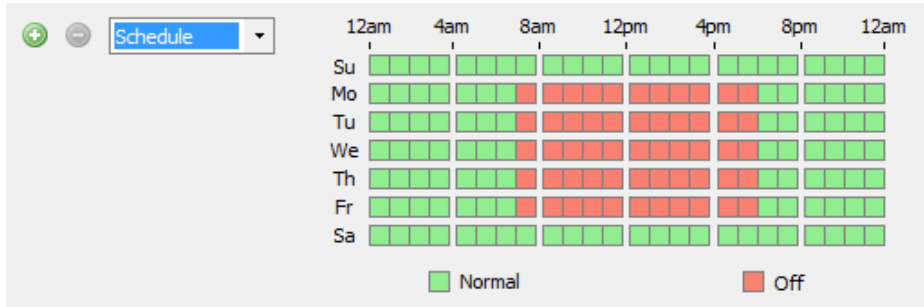 Schedule
12am 4am 8am 12pm 4pm 8pm 12am
Su
Mo
Tu
We
Th
Fr
Sa
Normal Off